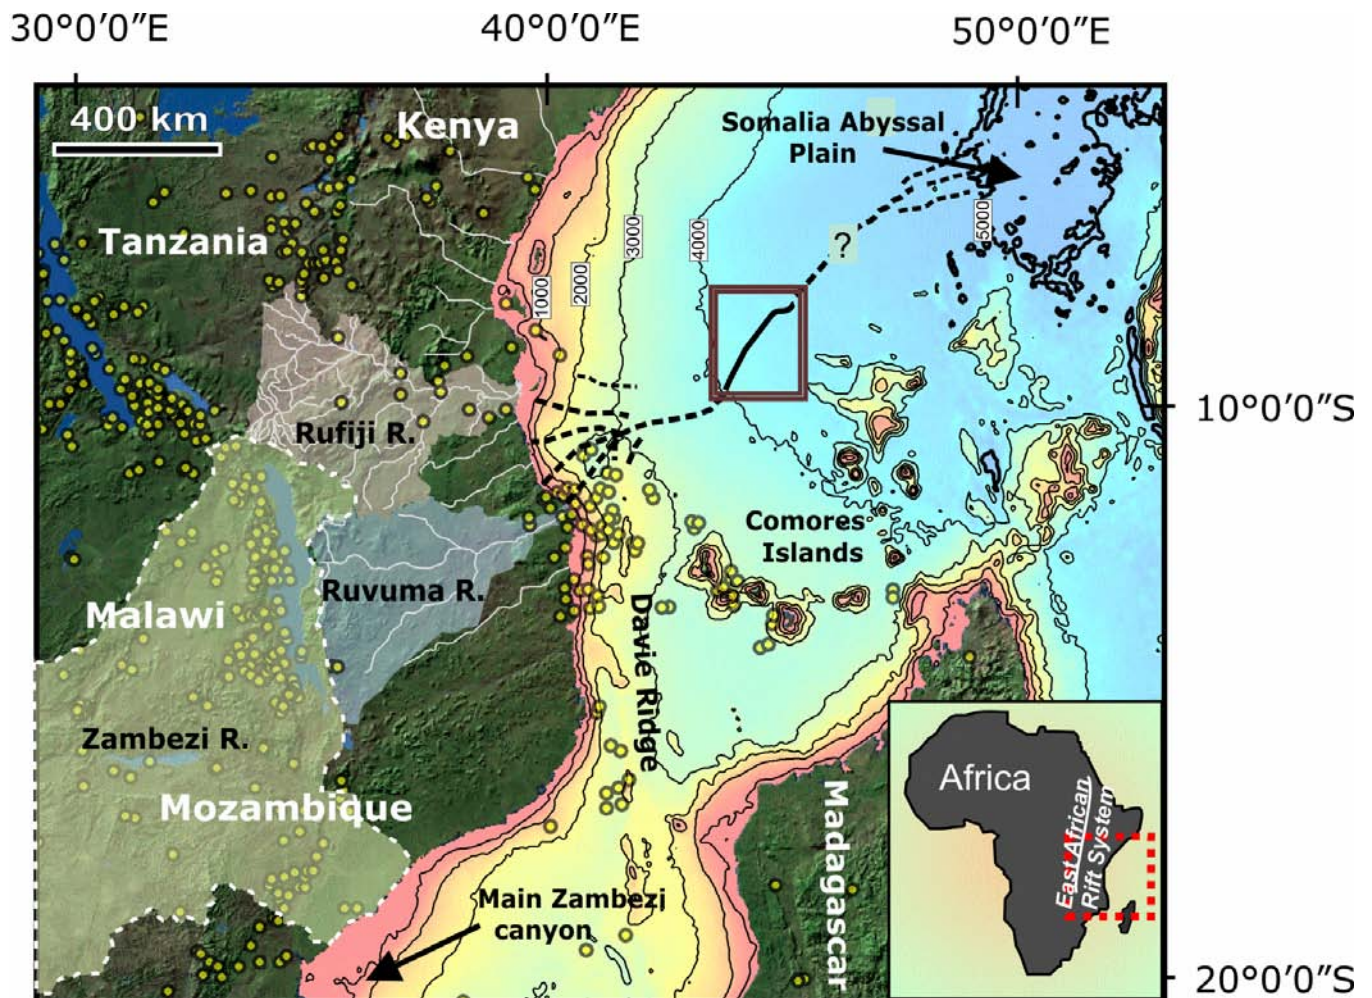 30°0'0"E
40°0'0"E
50°0'0"E
400 km
Kenya
Somalia Abyssal
Plain
Tanzania
?
1000
2000
3000
4000
5000
10°0'0"S
Rufiji R.
Comores
Islands
Ruvuma R.
Malawi
Davie Ridge
Zambezi R.
Mozambique
Madagascar
Africa
East African
Rift System
Main Zambezi
canyon
20°0'0"S